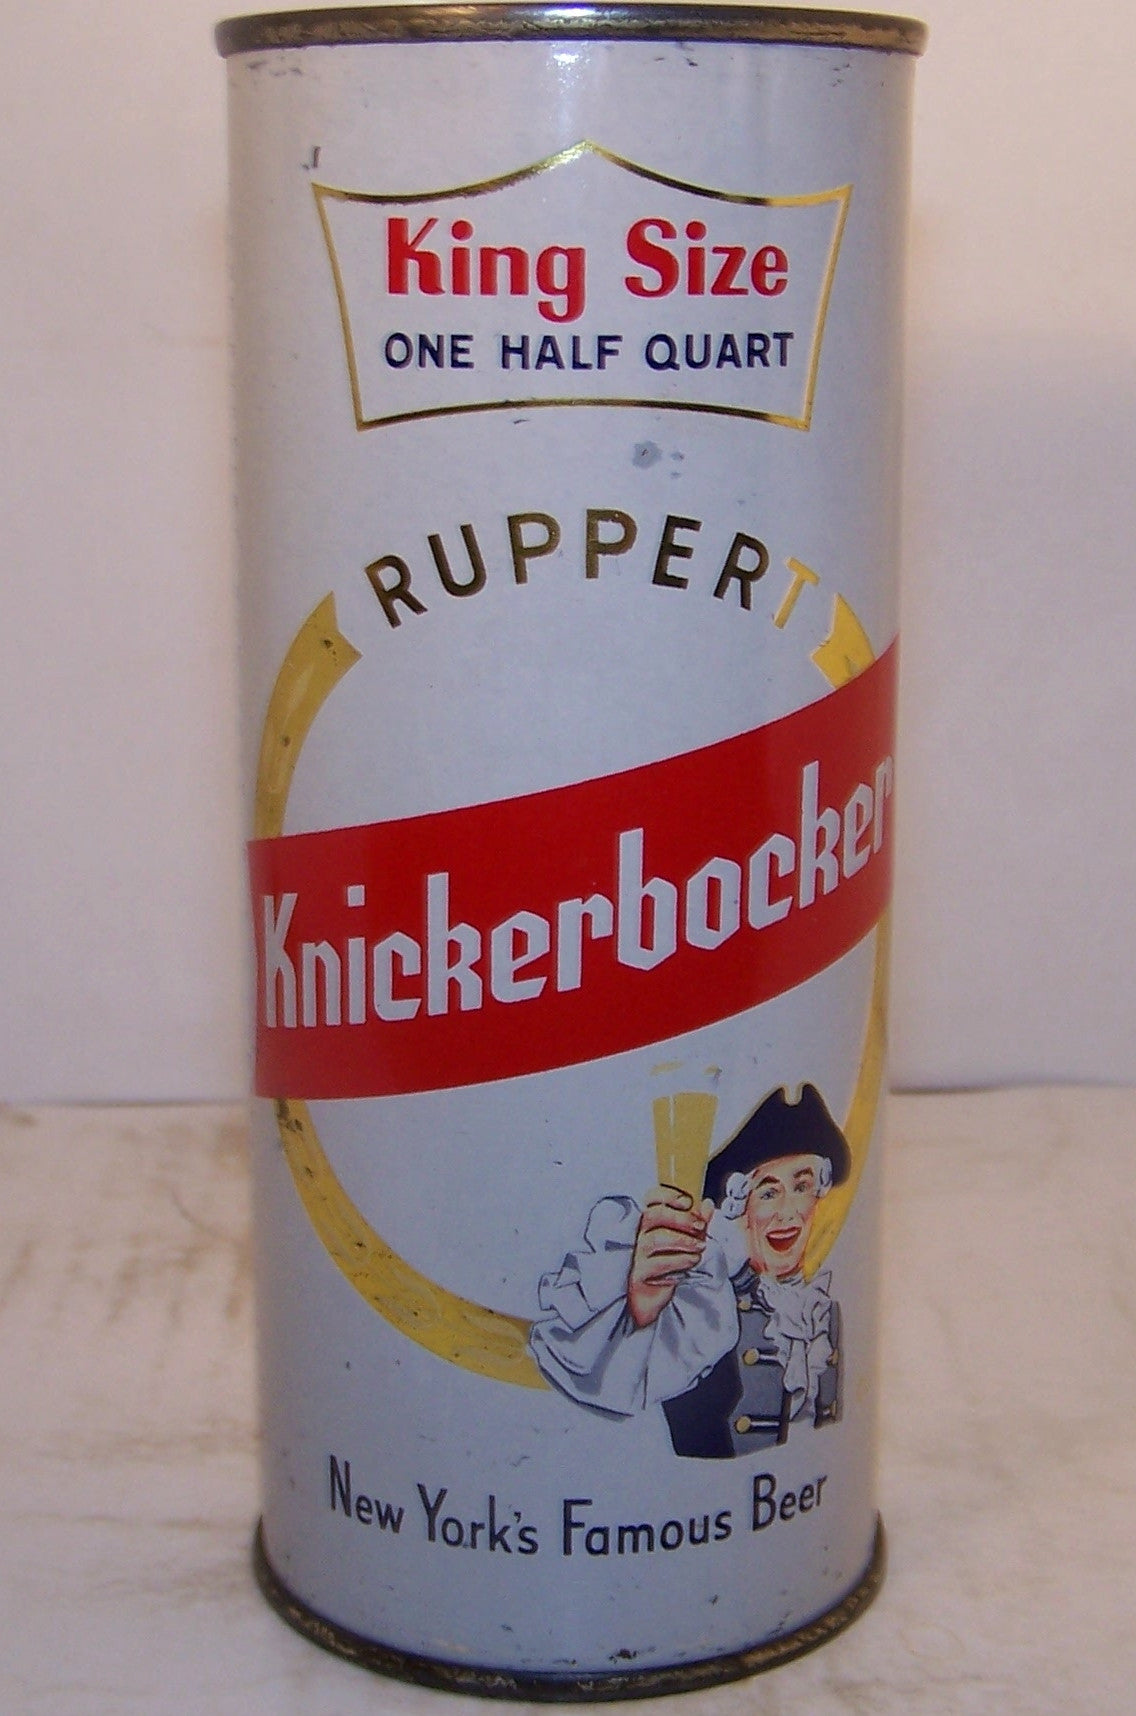 King Size
ONE HALF QUART
RUPPERT
Knickerbocker
New York's Famous Beer